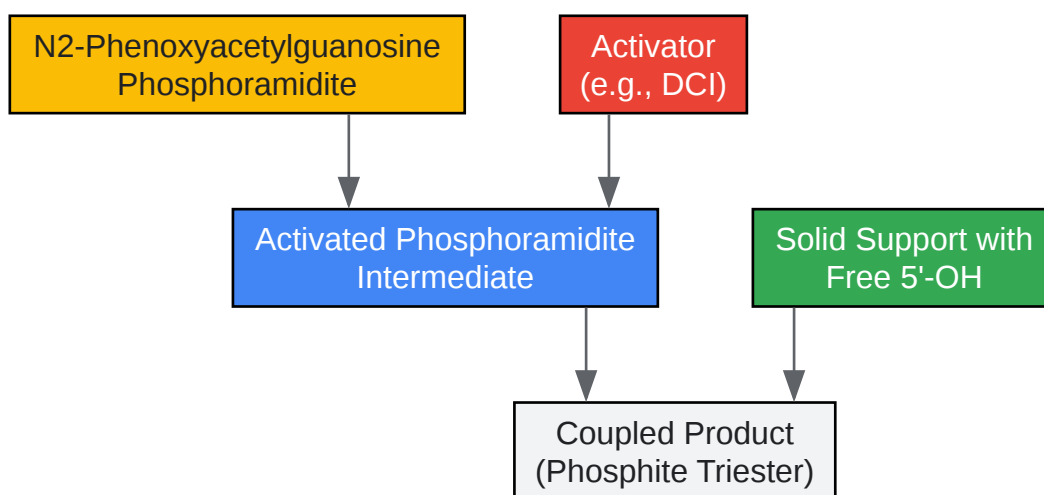 N2-Phenoxyacetylguanosine
Phosphoramidite
Activator
(e.g., DCI)
Activated Phosphoramidite
Intermediate
Solid Support with
Free 5'-OH
Coupled Product
(Phosphite Triester)